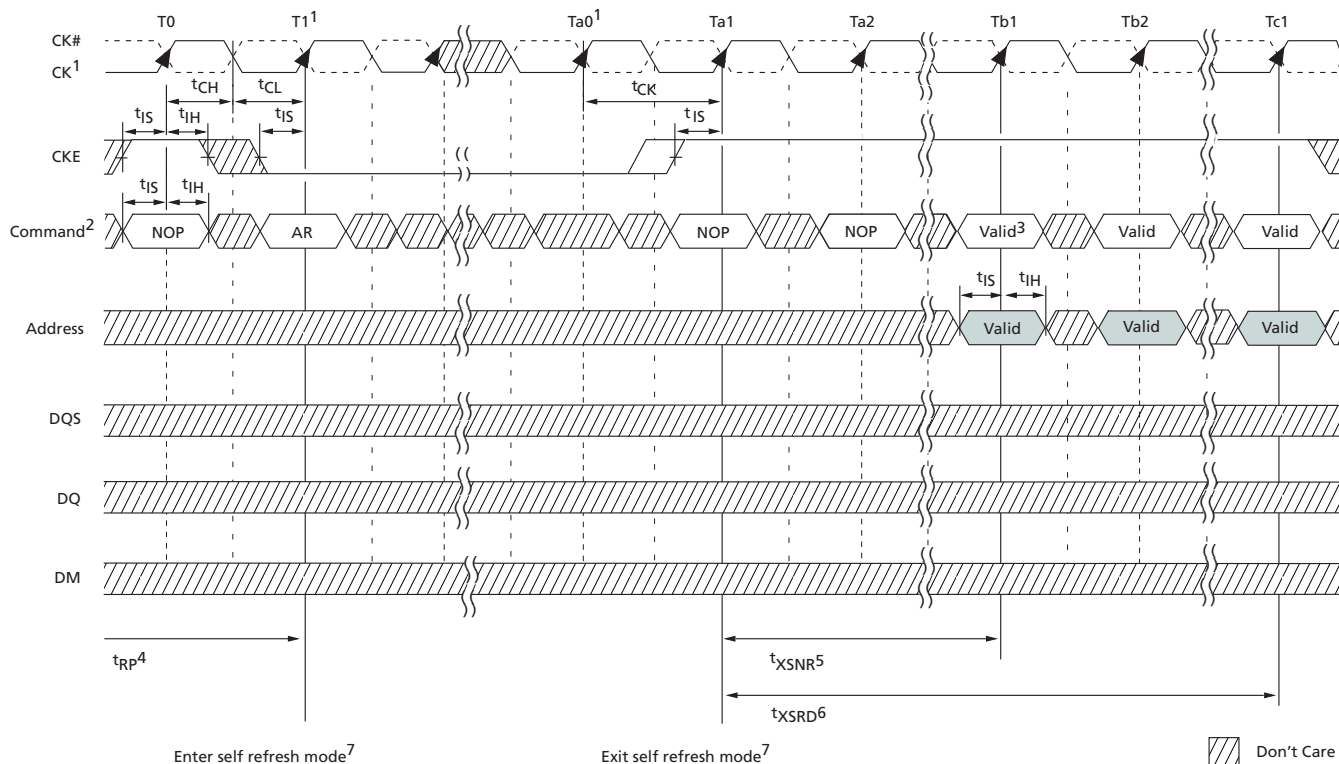 T0 T1¹ Ta0¹ Ta1 Ta2 Tb1 Tb2 Tc1
CK#
CK¹
tCH tCL tCK
tIS tIH tIS tIS
CKE
tIS tIH
Command² NOP AR NOP NOP Valid³ Valid Valid
tIS tIH
Address Valid Valid Valid
DQS
DQ
DM
tRP⁴ tXSNR⁵
tXSRD⁶
Enter self refresh mode⁷ Exit self refresh mode⁷ Don't Care